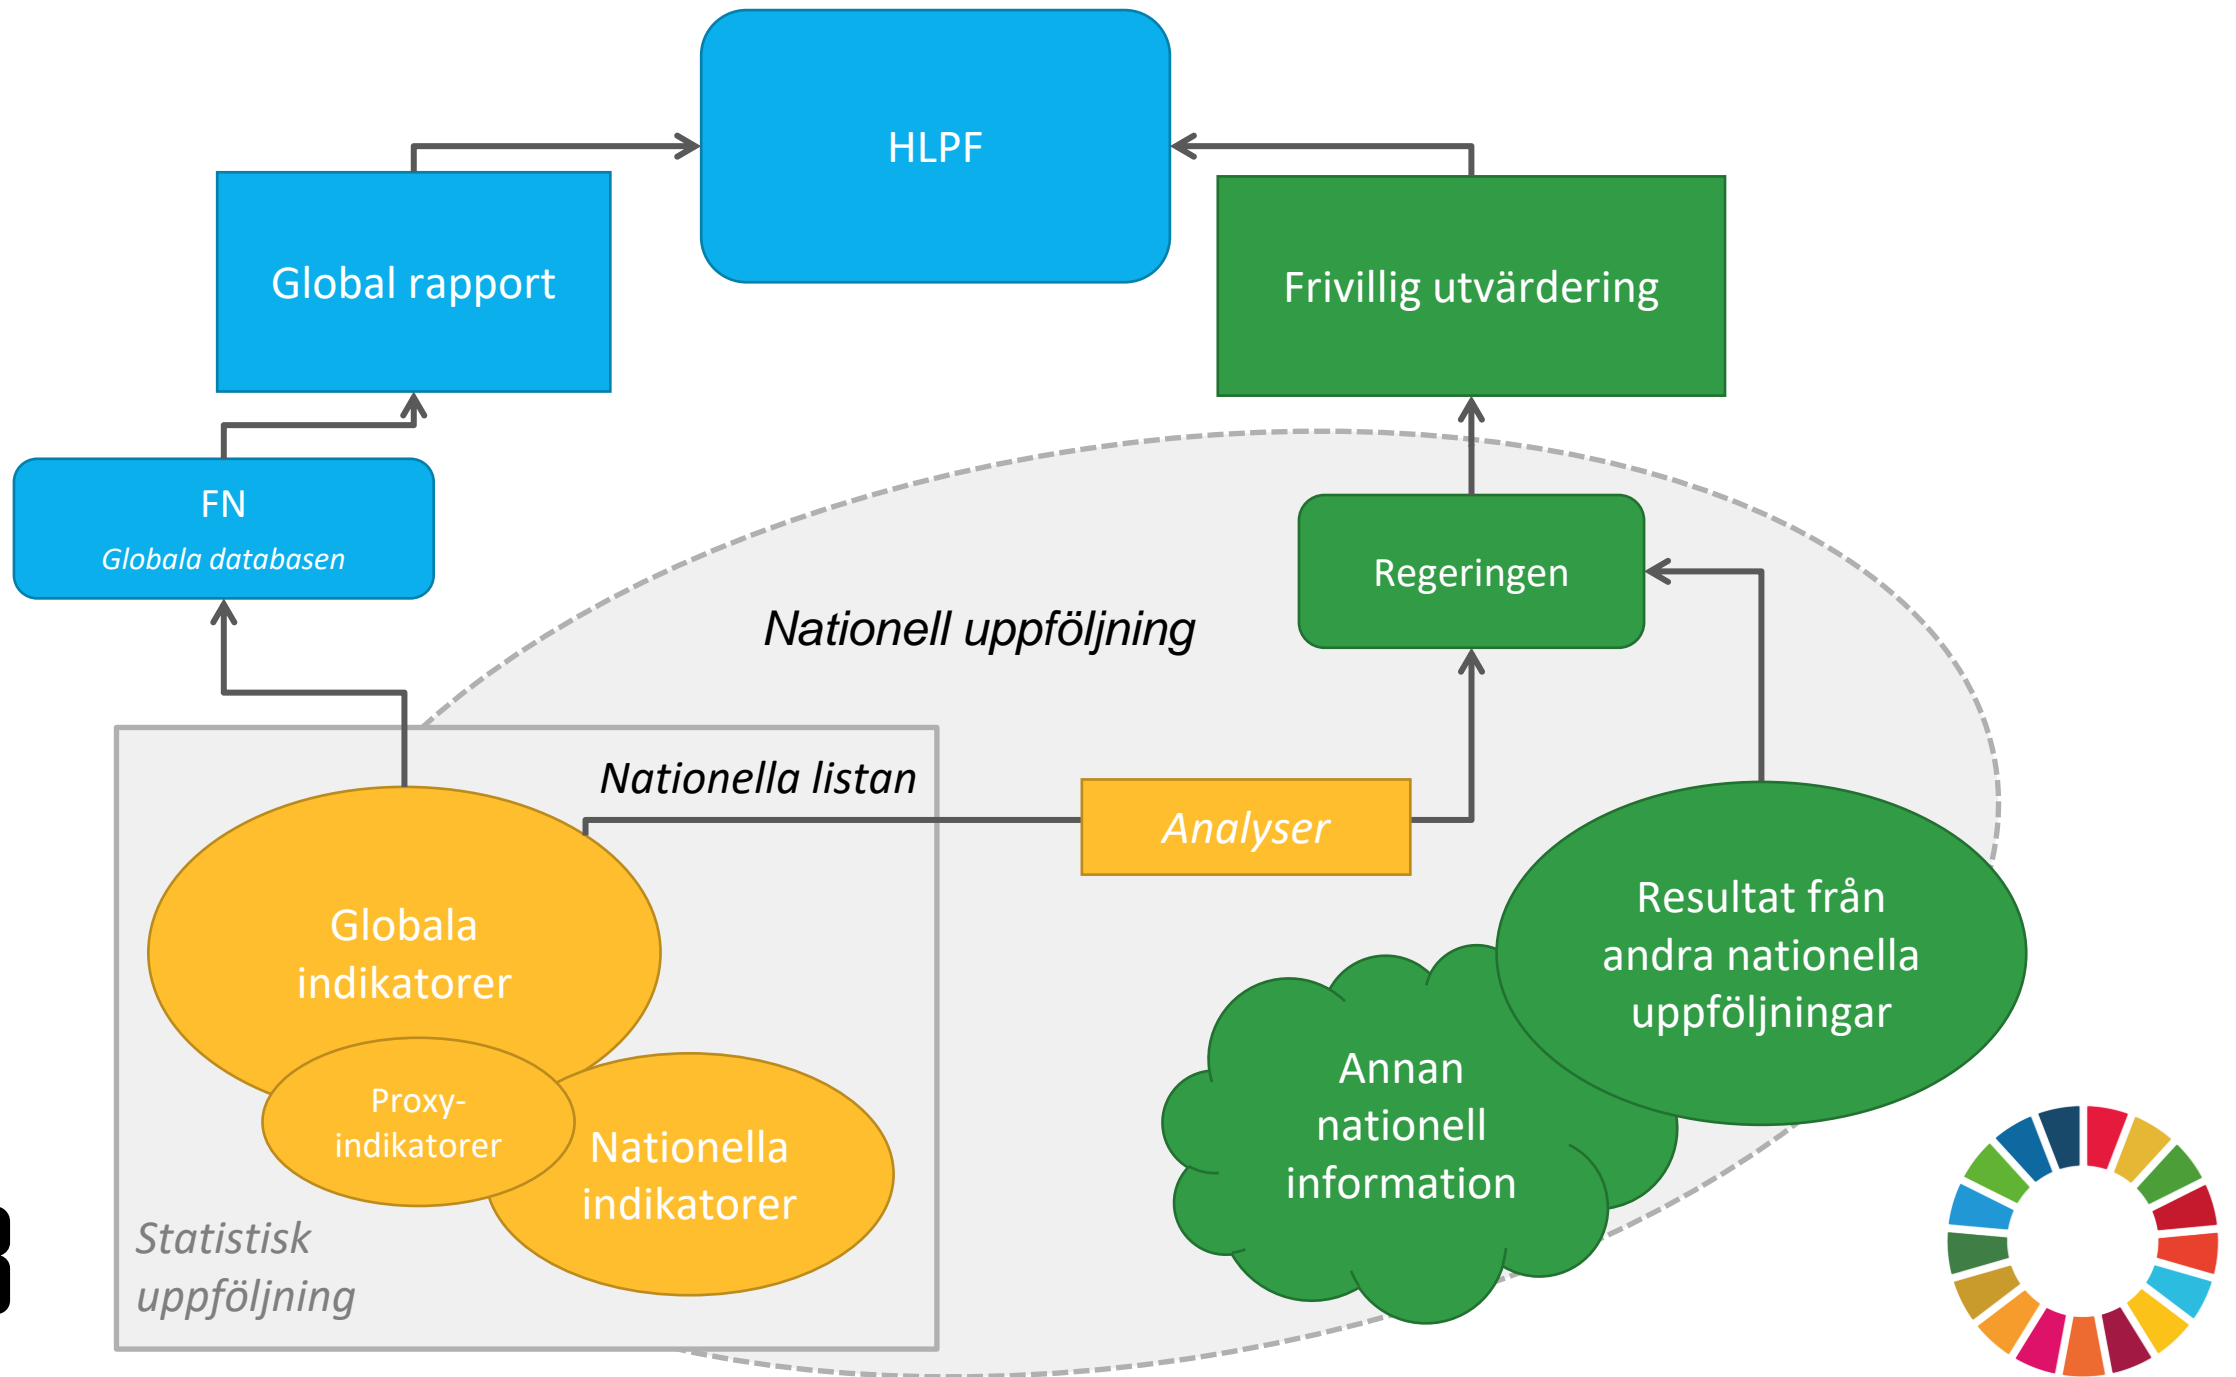 HLPF
Global rapport
Frivillig utvärdering
FN
Globala databasen
Regeringen
Nationell uppföljning
Nationella listan
Analyser
Globala
indikatorer
Resultat från
andra nationella
uppföljningar
Proxy-
indikatorer
Nationella
indikatorer
Annan
nationell
information
Statistisk
uppföljning